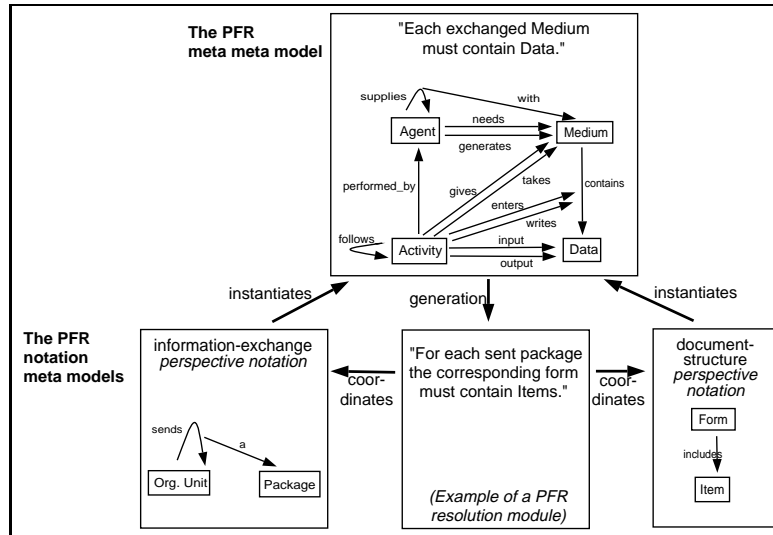 The PFR
meta meta model
"Each exchanged Medium
must contain Data."
supplies
with
Agent
needs
generates
Medium
performed_by
gives
takes
contains
enters
writes
follows
Activity
input
output
Data
instantiates
generation
instantiates
The PFR
notation
meta models
information-exchange
perspective notation
sends
a
Org. Unit
Package
coor-
dinates
"For each sent package
the corresponding form
must contain Items."
(Example of a PFR
resolution module)
coor-
dinates
document-
structure
perspective
notation
Form
includes
Item